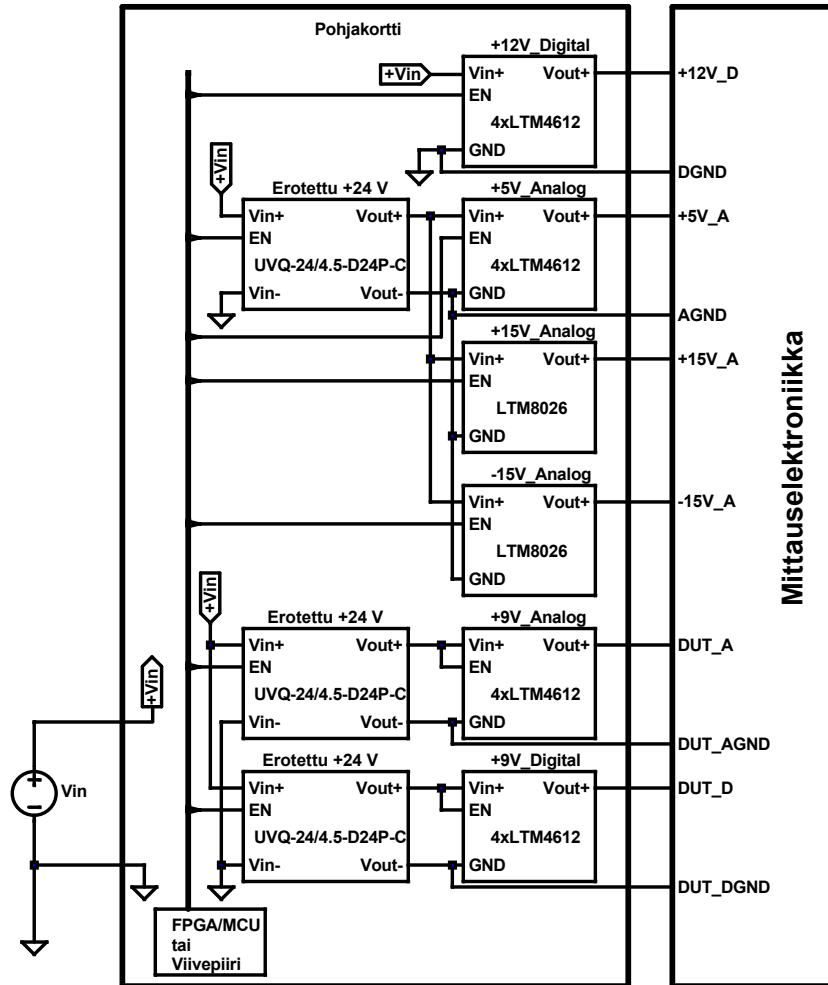 Pohjakortti
+12V_Digital
+Vin
Vin+ Vout+
EN
4xLTM4612
GND
+12V_D
DGND
+Vin
Erotettu +24 V
Vin+ Vout+
EN
UVQ-24/4.5-D24P-C
Vin- Vout-
+5V_Analog
Vin+ Vout+
EN
4xLTM4612
GND
+5V_A
AGND
+15V_Analog
Vin+ Vout+
EN
LTM8026
GND
+15V_A
-15V_Analog
Vin+ Vout+
EN
LTM8026
GND
-15V_A
Mittauselektroniikka
+Vin
Erotettu +24 V
Vin+ Vout+
EN
UVQ-24/4.5-D24P-C
Vin- Vout-
+9V_Analog
Vin+ Vout+
EN
4xLTM4612
GND
DUT_A
DUT_AGND
+Vin
Vin
Erotettu +24 V
Vin+ Vout+
EN
UVQ-24/4.5-D24P-C
Vin- Vout-
+9V_Digital
Vin+ Vout+
EN
4xLTM4612
GND
DUT_D
DUT_DGND
FPGA/MCU
tai
Viivepiiri